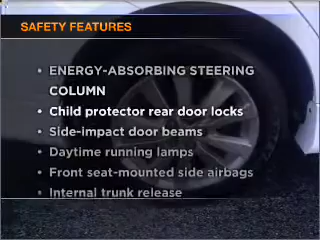 SAFETY FEATURES
• ENERGY-ABSORBING STEERING
COLUMN
• Child protector rear door locks
• Side-impact door beams
• Daytime running lamps
• Front seat-mounted side airbags
• Internal trunk release